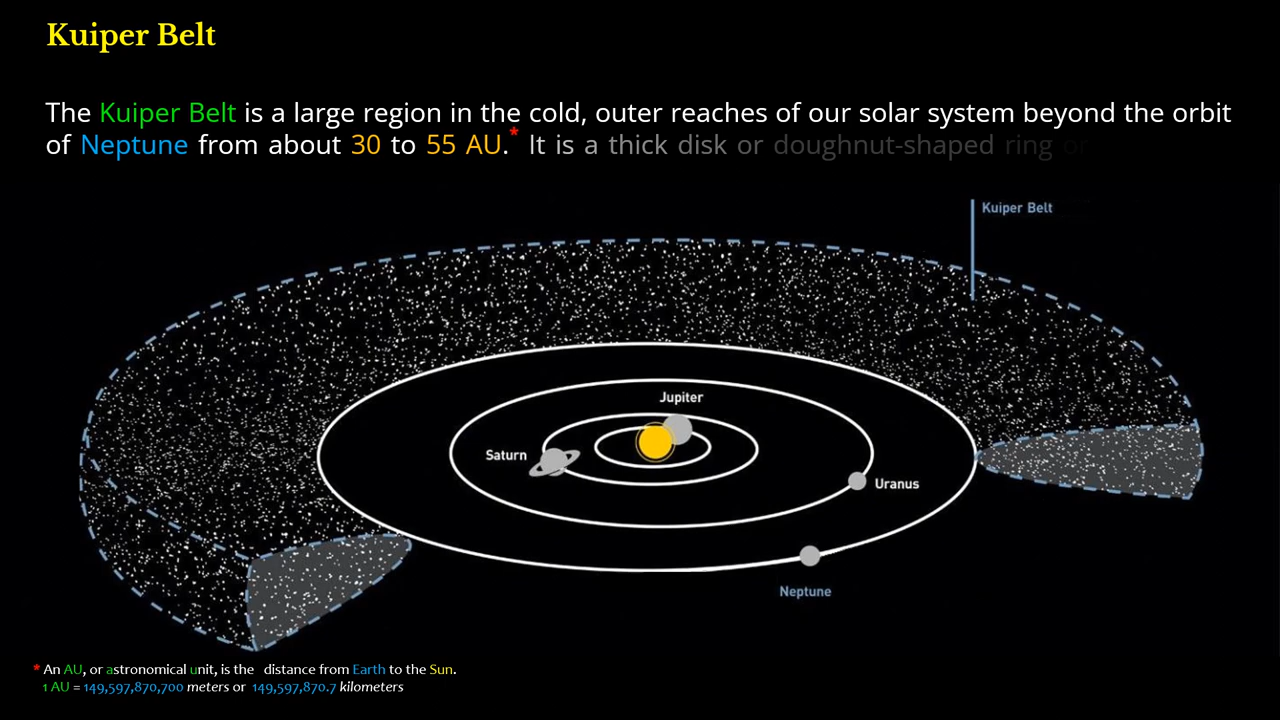 Kuiper Belt
The Kuiper Belt is a large region in the cold, outer reaches of our solar system beyond the orbit
of Neptune from about 30 to 55 AU.* It is a thick disk or doughnut-shaped ring or
Kuiper Belt
Jupiter
Saturn
Uranus
Neptune
* An AU, or astronomical unit, is the distance from Earth to the Sun.
1 AU = 149,597,870,700 meters or 149,597,870.7 kilometers